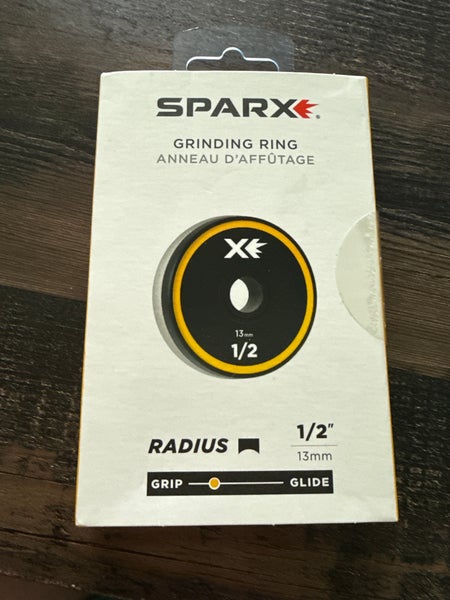 SPARX®
GRINDING RING
ANNEAU D'AFFÛTAGE
X
13mm
1/2
RADIUS
1/2"
13mm
GRIP
GLIDE